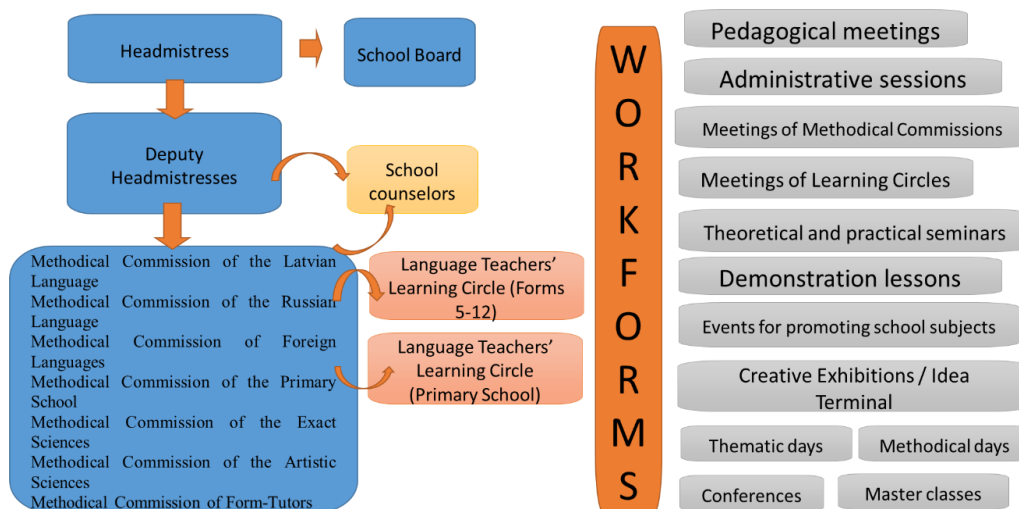 Headmistress
School Board
Deputy
Headmistresses
School
counselors
Methodical Commission of the Latvian
Language
Methodical Commission of the Russian
Language
Methodical Commission of Foreign
Languages
Methodical Commission of the Primary
School
Methodical Commission of the Exact
Sciences
Methodical Commission of the Artistic
Sciences
Methodical Commission of Form-Tutors
Language Teachers’
Learning Circle (Forms
5-12)
Language Teachers’
Learning Circle
(Primary School)
W
O
R
K
F
O
R
M
S
Pedagogical meetings
Administrative sessions
Meetings of Methodical Commissions
Meetings of Learning Circles
Theoretical and practical seminars
Demonstration lessons
Events for promoting school subjects
Creative Exhibitions / Idea
Terminal
Thematic days
Methodical days
Conferences
Master classes